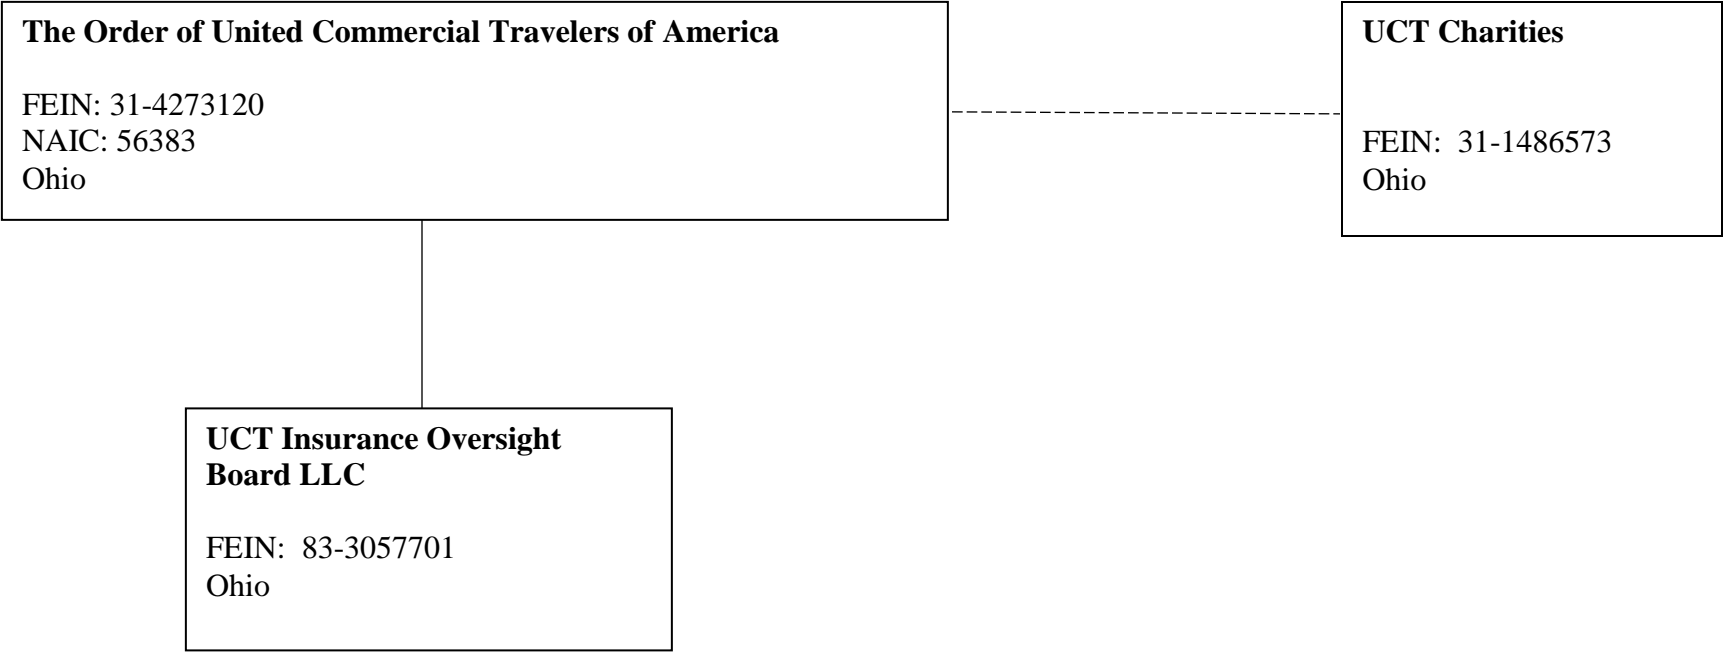 The Order of United Commercial Travelers of America
FEIN: 31-4273120
NAIC: 56383
Ohio
UCT Charities
FEIN:  31-1486573
Ohio
UCT Insurance Oversight
Board LLC
FEIN:  83-3057701
Ohio